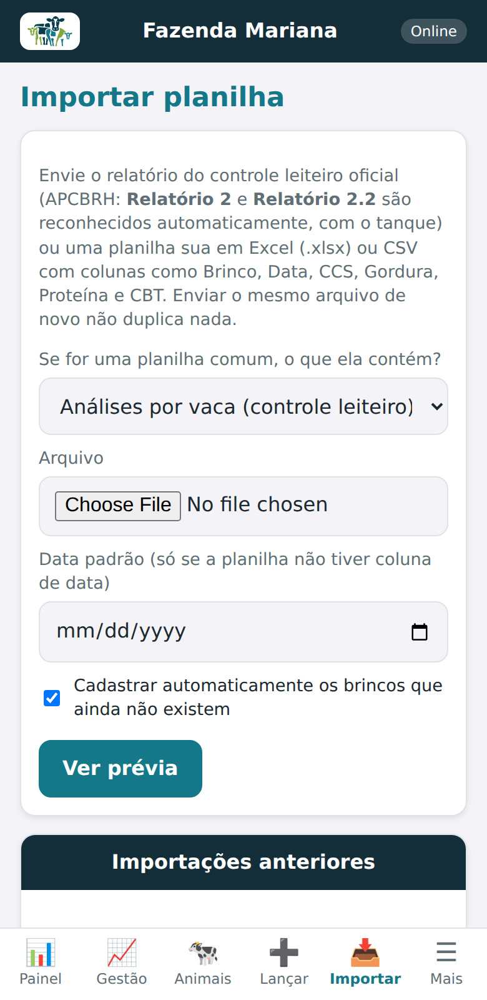 Fazenda Mariana
Online
Importar planilha
Envie o relatório do controle leiteiro oficial
(APCBRH: Relatório 2 e Relatório 2.2 são
reconhecidos automaticamente, com o tanque)
ou uma planilha sua em Excel (.xlsx) ou CSV
com colunas como Brinco, Data, CCS, Gordura,
Proteína e CBT. Enviar o mesmo arquivo de
novo não duplica nada.
Se for uma planilha comum, o que ela contém?
Análises por vaca (controle leiteiro)
Arquivo
Choose File No file chosen
Data padrão (só se a planilha não tiver coluna
de data)
mm/dd/yyyy
Cadastrar automaticamente os brincos que
ainda não existem
Ver prévia
Importações anteriores
Painel
Gestão
Animais
Lançar
Importar
Mais